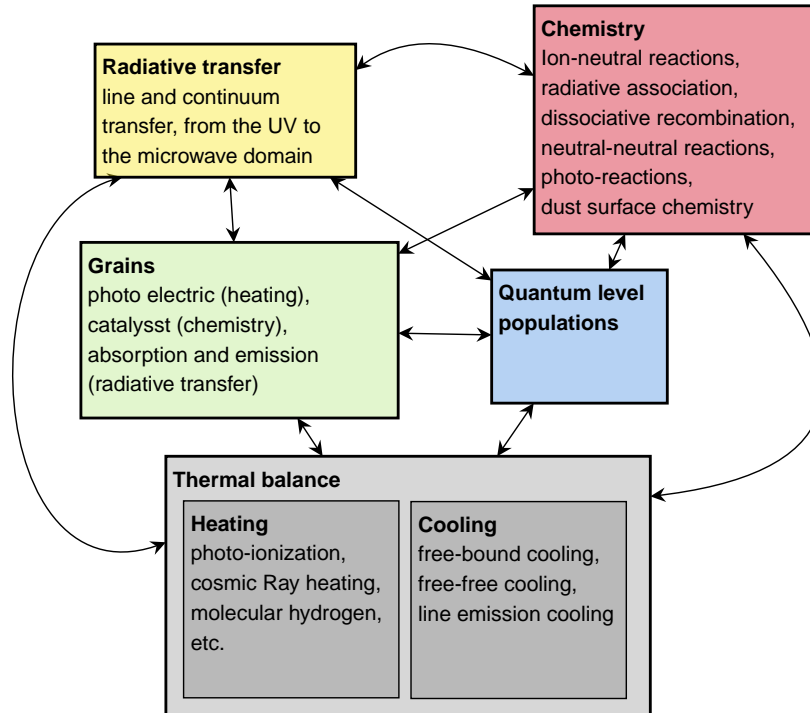 Radiative transfer
line and continuum
transfer, from the UV to
the microwave domain
Chemistry
Ion-neutral reactions,
radiative association,
dissociative recombination,
neutral-neutral reactions,
photo-reactions,
dust surface chemistry
Grains
photo electric (heating),
catalysst (chemistry),
absorption and emission
(radiative transfer)
Quantum level
populations
Thermal balance
Heating
photo-ionization,
cosmic Ray heating,
molecular hydrogen,
etc.
Cooling
free-bound cooling,
free-free cooling,
line emission cooling